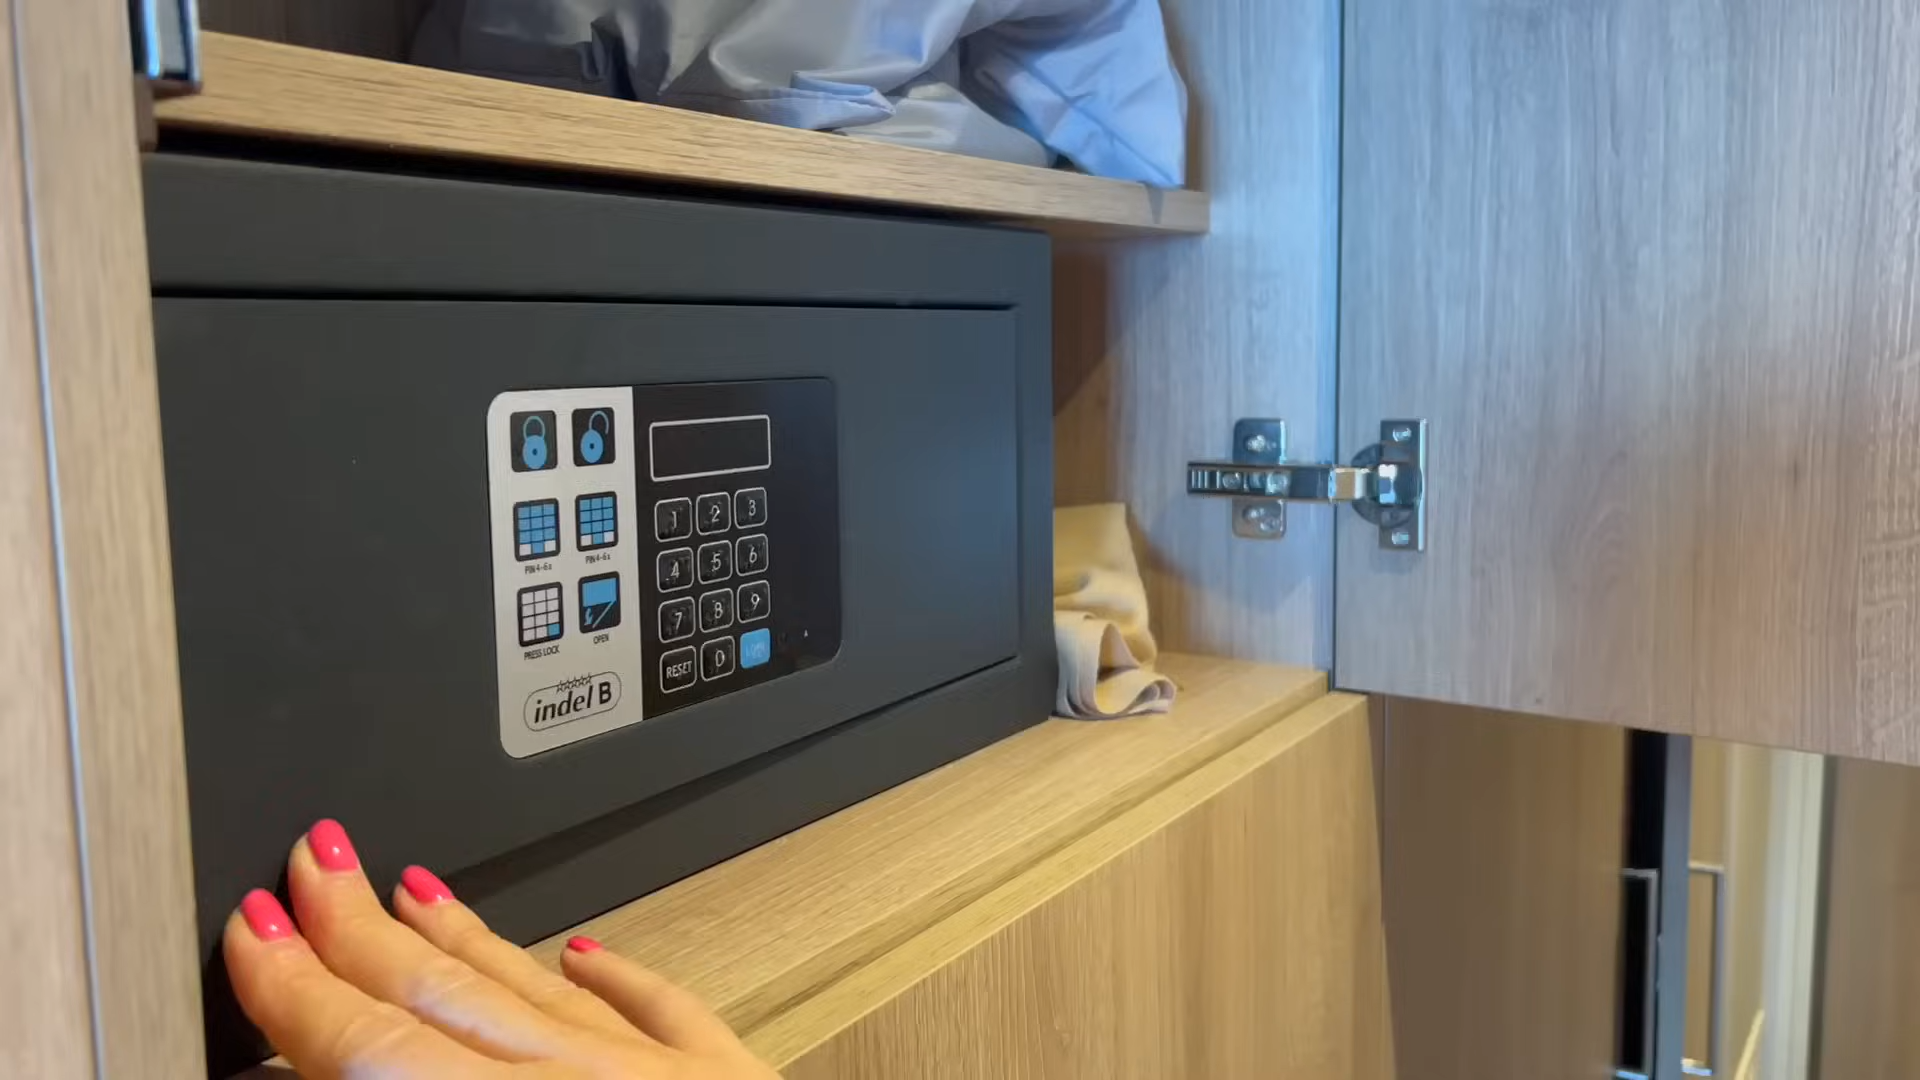 PIN 4-6x
PIN 4-6x
PRESS LOCK
OPEN
indel B
1 2 3
4 5 6
7 8 9
RESET 0 LOCK